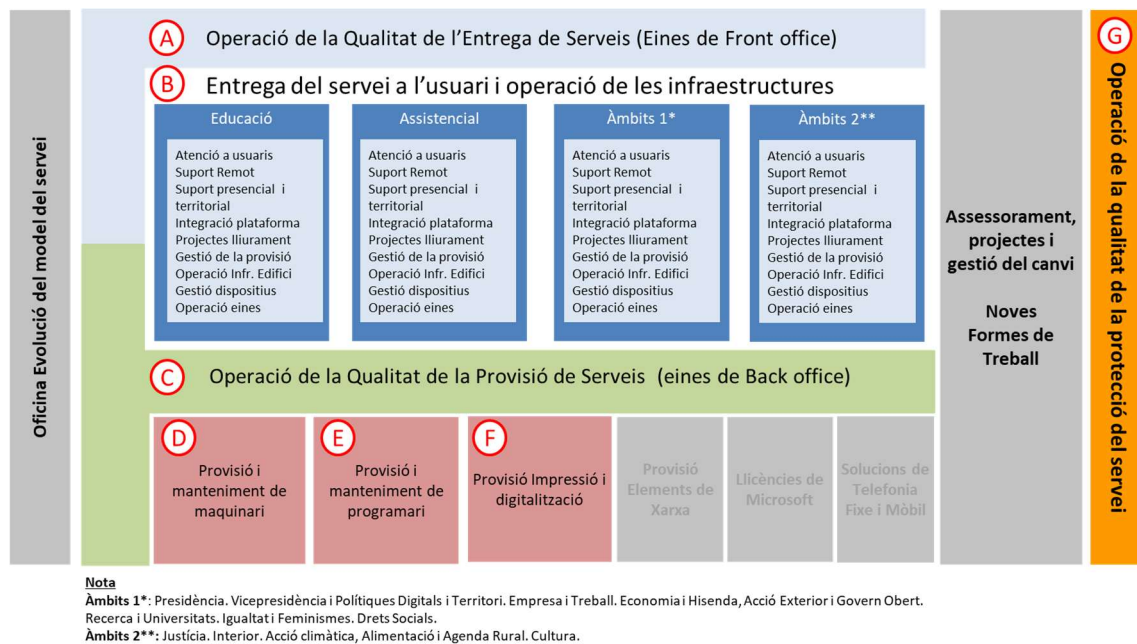 Oficina Evolució del model del servei
A
Operació de la Qualitat de l'Entrega de Serveis (Eines de Front office)
B
Entrega del servei a l'usuari i operació de les infraestructures
Educació
Atenció a usuaris
Suport Remot
Suport presencial i
territorial
Integració plataforma
Projectes lliurament
Gestió de la provisió
Operació Infr. Edifici
Gestió dispositius
Operació eines
Assistencial
Atenció a usuaris
Suport Remot
Suport presencial i
territorial
Integració plataforma
Projectes lliurament
Gestió de la provisió
Operació Infr. Edifici
Gestió dispositius
Operació eines
Àmbits 1*
Atenció a usuaris
Suport Remot
Suport presencial i
territorial
Integració plataforma
Projectes lliurament
Gestió de la provisió
Operació Infr. Edifici
Gestió dispositius
Operació eines
Àmbits 2**
Atenció a usuaris
Suport Remot
Suport presencial i
territorial
Integració plataforma
Projectes lliurament
Gestió de la provisió
Operació Infr. Edifici
Gestió dispositius
Operació eines
C
Operació de la Qualitat de la Provisió de Serveis (eines de Back office)
D
Provisió i
manteniment de
maquinari
E
Provisió i
manteniment de
programari
F
Provisió Impressió i
digitalització
Provisió
Elements de
Xarxa
Llicències de
Microsoft
Solucions de
Telefonia
Fixe i Mòbil
Assessorament,
projectes i
gestió del canvi
Noves
Formes de
Treball
G
Operació de la qualitat de la protecció del servei
Nota
Àmbits 1*: Presidència. Vicepresidència i Polítiques Digitals i Territori. Empresa i Treball. Economia i Hisenda, Acció Exterior i Govern Obert.
Recerca i Universitats. Igualtat i Feminismes. Drets Socials.
Àmbits 2**: Justícia. Interior. Acció climàtica, Alimentació i Agenda Rural. Cultura.